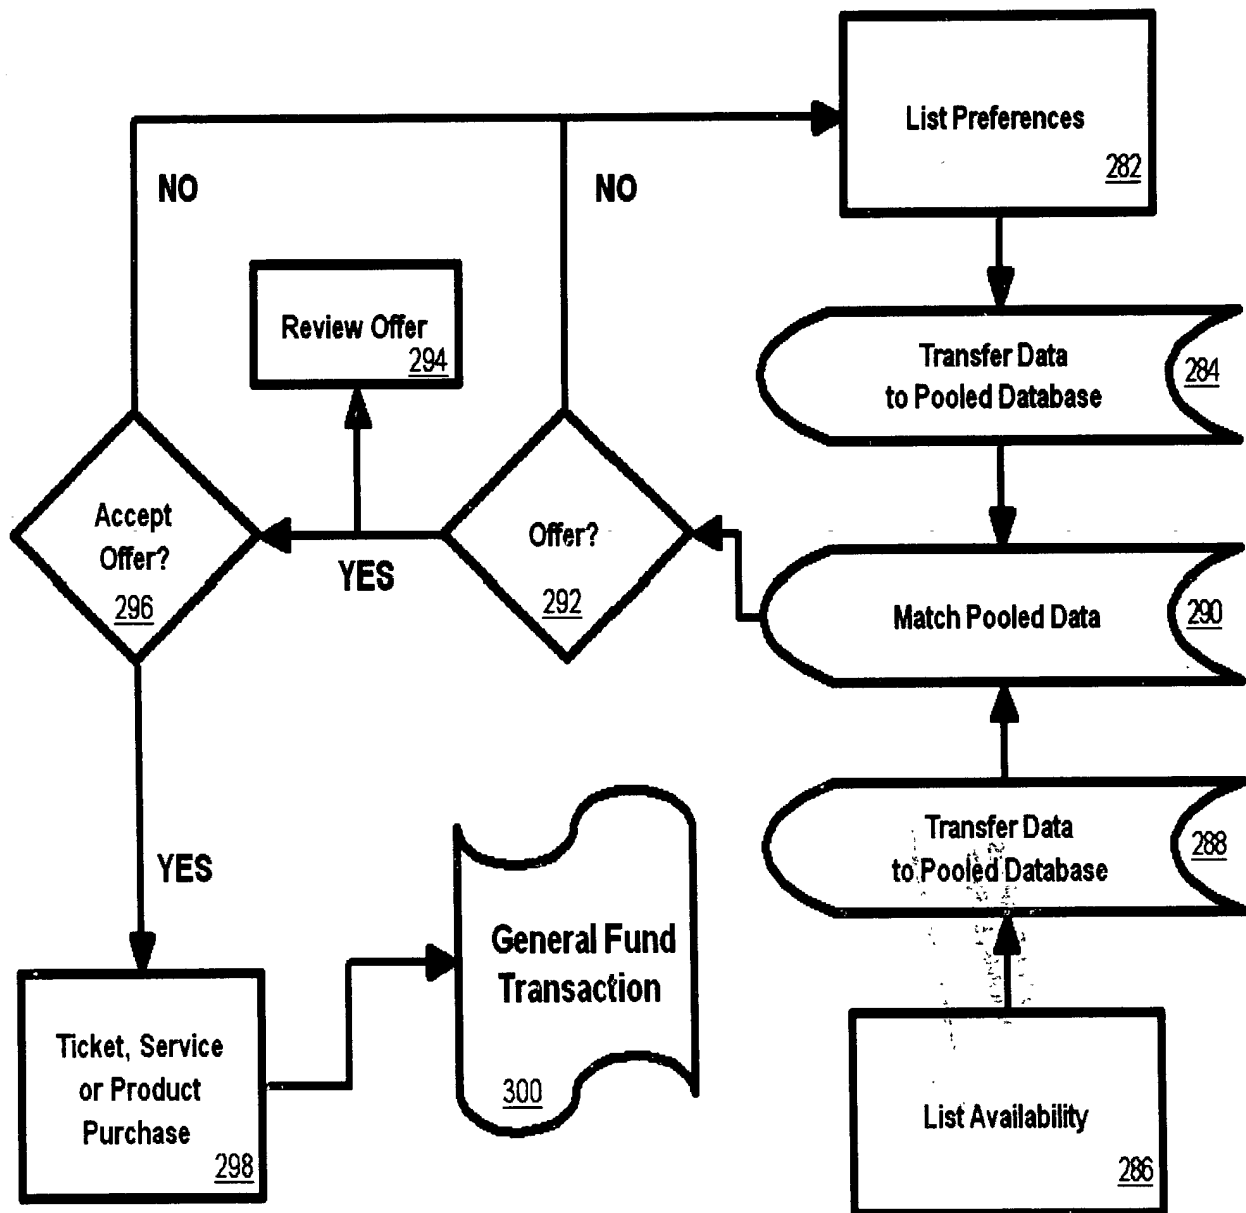 List Preferences
282
NO
NO
Review Offer
294
Transfer Data
to Pooled Database
284
Accept
Offer?
296
YES
Offer?
292
Match Pooled Data
290
Transfer Data
to Pooled Database
288
YES
General Fund
Transaction
300
Ticket, Service
or Product
Purchase
298
List Availability
286